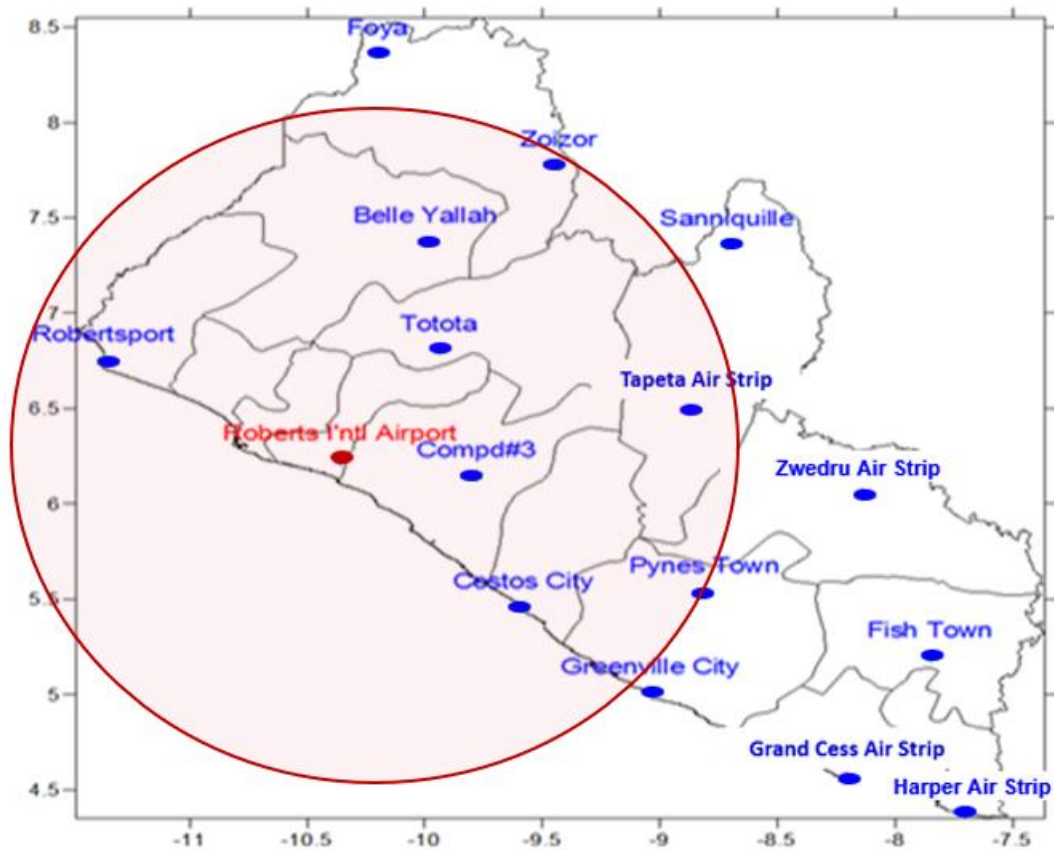 8.5
Foya
8
Zoizor
7.5
Belle Yallah
Sanniquille
7
Totota
Robertsport
Tapeta Air Strip
6.5
Roberts I'ntl Airport
Compd#3
Zwedru Air Strip
6
Pynes Town
5.5
Costos City
Fish Town
Greenville City
5
Grand Cess Air Strip
4.5
Harper Air Strip
-11 -10.5 -10 -9.5 -9 -8.5 -8 -7.5